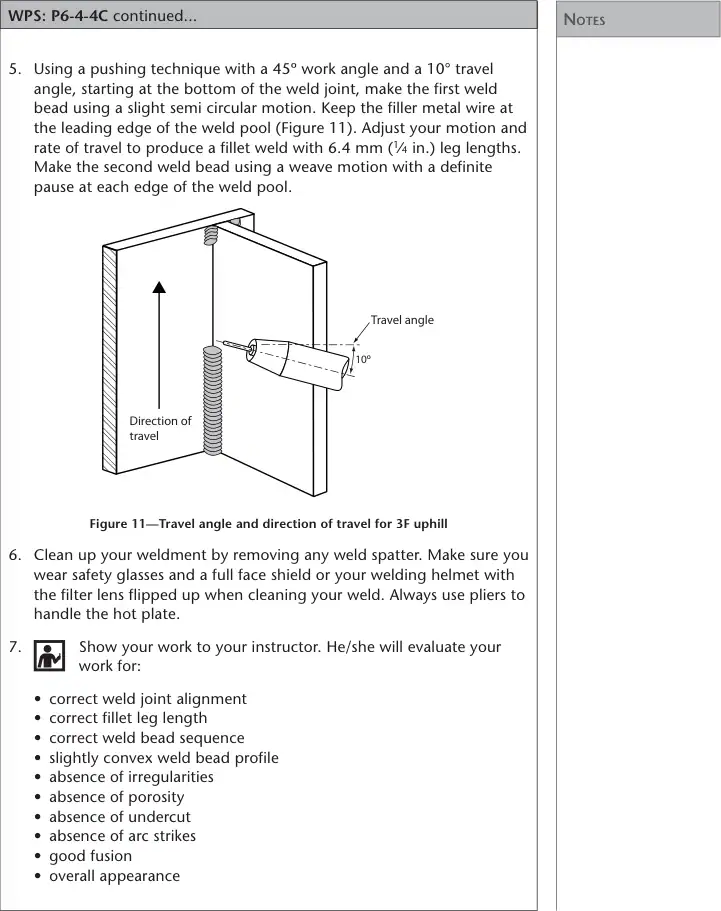 WPS: P6-4-4C continued...
NOTES
5. Using a pushing technique with a 45º work angle and a 10° travel
angle, starting at the bottom of the weld joint, make the first weld
bead using a slight semi circular motion. Keep the filler metal wire at
the leading edge of the weld pool (Figure 11). Adjust your motion and
rate of travel to produce a fillet weld with 6.4 mm (¼ in.) leg lengths.
Make the second weld bead using a weave motion with a definite
pause at each edge of the weld pool.
Travel angle
10º
Direction of
travel
Figure 11—Travel angle and direction of travel for 3F uphill
6. Clean up your weldment by removing any weld spatter. Make sure you
wear safety glasses and a full face shield or your welding helmet with
the filter lens flipped up when cleaning your weld. Always use pliers to
handle the hot plate.
7. Show your work to your instructor. He/she will evaluate your
work for:
• correct weld joint alignment
• correct fillet leg length
• correct weld bead sequence
• slightly convex weld bead profile
• absence of irregularities
• absence of porosity
• absence of undercut
• absence of arc strikes
• good fusion
• overall appearance